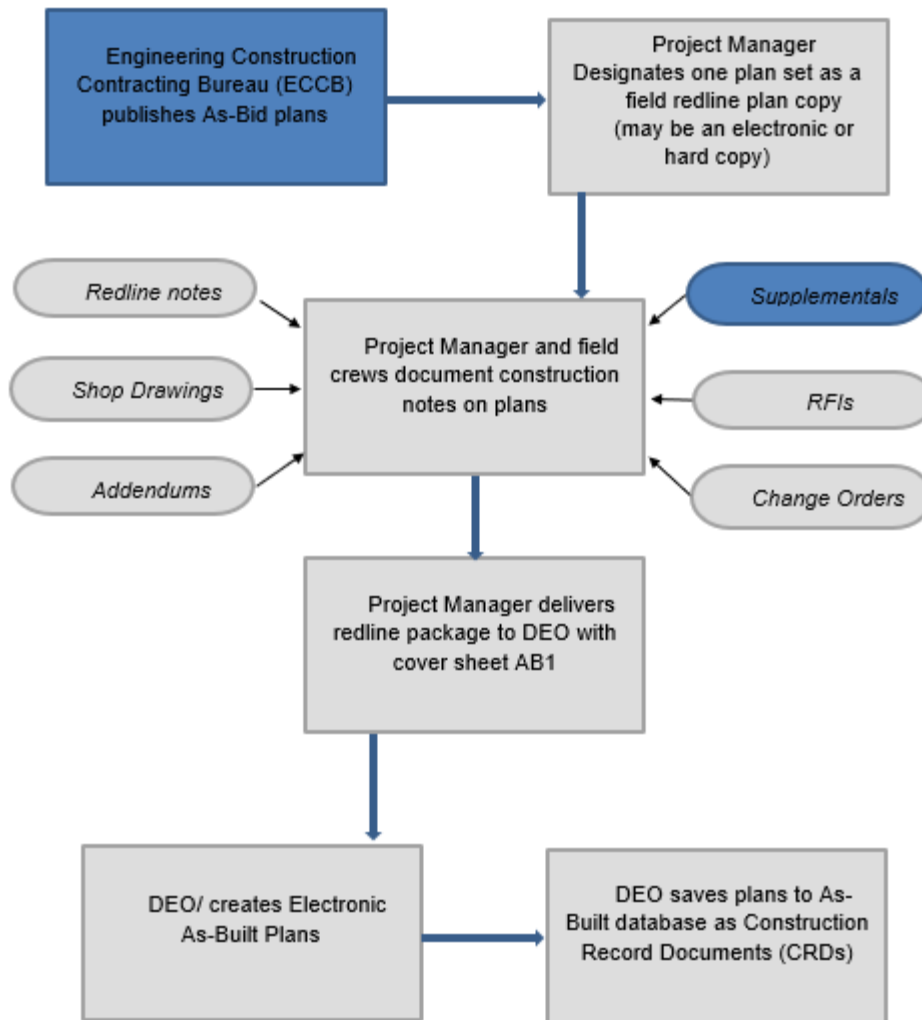 Engineering Construction
Contracting Bureau (ECCB)
publishes As-Bid plans
Project Manager
Designates one plan set as a
field redline plan copy
(may be an electronic or
hard copy)
Redline notes
Shop Drawings
Addendums
Project Manager and field
crews document construction
notes on plans
Supplementals
RFIs
Change Orders
Project Manager delivers
redline package to DEO with
cover sheet AB1
DEO/ creates Electronic
As-Built Plans
DEO saves plans to As-
Built database as Construction
Record Documents (CRDs)